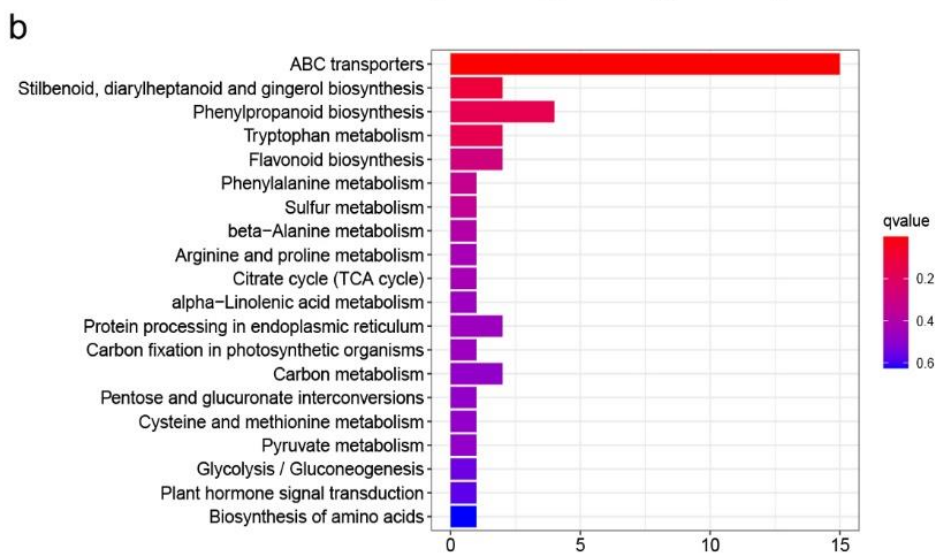 b
ABC transporters
Stilbenoid, diarylheptanoid and gingerol biosynthesis
Phenylpropanoid biosynthesis
Tryptophan metabolism
Flavonoid biosynthesis
Phenylalanine metabolism
Sulfur metabolism
beta−Alanine metabolism
Arginine and proline metabolism
Citrate cycle (TCA cycle)
alpha−Linolenic acid metabolism
Protein processing in endoplasmic reticulum
Carbon fixation in photosynthetic organisms
Carbon metabolism
Pentose and glucuronate interconversions
Cysteine and methionine metabolism
Pyruvate metabolism
Glycolysis / Gluconeogenesis
Plant hormone signal transduction
Biosynthesis of amino acids
0 5 10 15
qvalue
0.2
0.4
0.6